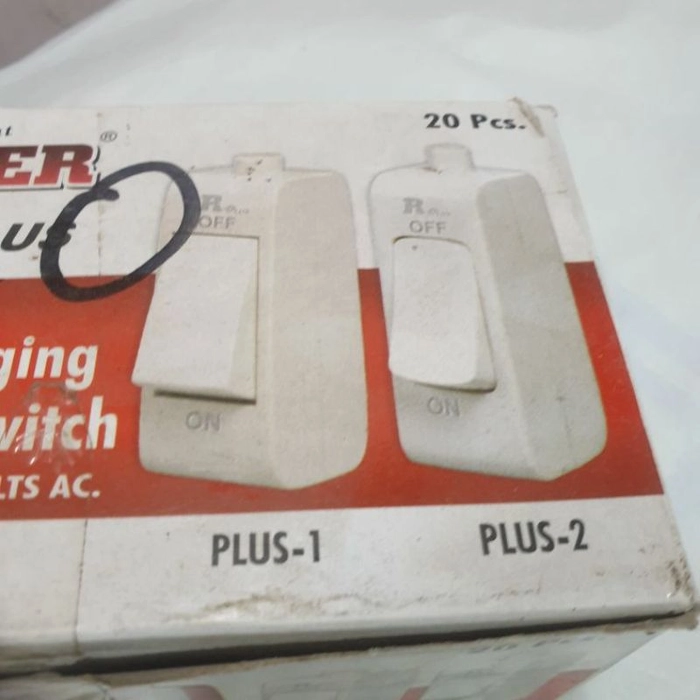 ER®
20 Pcs.
US
OFF
OFF
ging
witch
LTS AC.
ON
ON
PLUS-1
PLUS-2